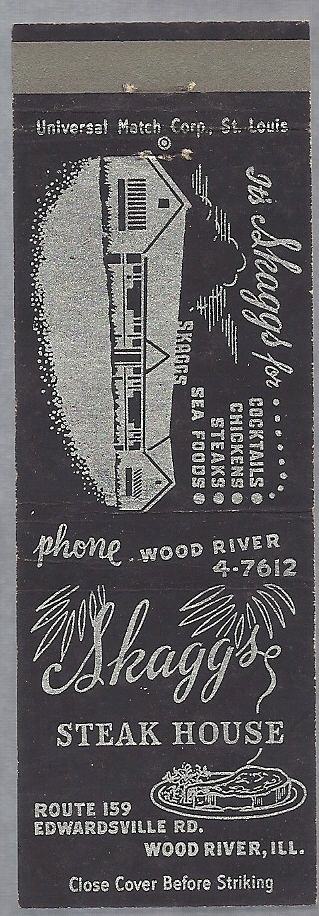 Universal Match Corp., St. Louis
It's Skaggs for . . . . . .
COCKTAILS
CHICKENS
STEAKS
SEA FOODS
SKAGGS
phone WOOD RIVER
4-7612
Skaggs
STEAK HOUSE
ROUTE 159
EDWARDSVILLE RD.
WOOD RIVER, ILL.
Close Cover Before Striking